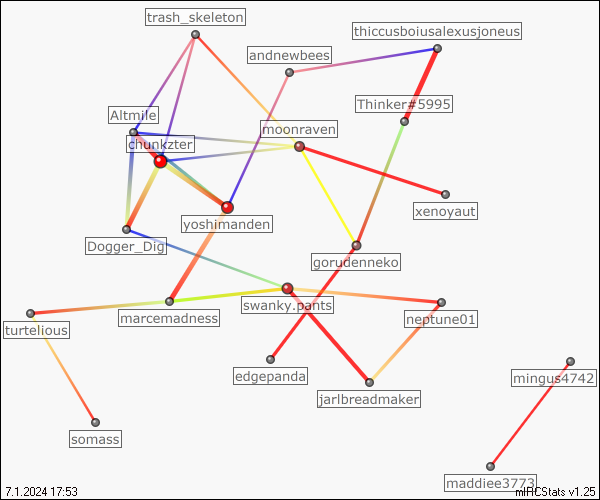 trash_skeleton
thiccusboiusalexusjoneus
andnewbees
Thinker#5995
Altmile
moonraven
chunkzter
xenoyaut
yoshimanden
Dogger_Dig
gorudenneko
swanky.pants
marcemadness
neptune01
turtelious
edgepanda
mingus4742
jarlbreadmaker
somass
maddiee3773
7.1.2024 17:53
mIRCStats v1.25